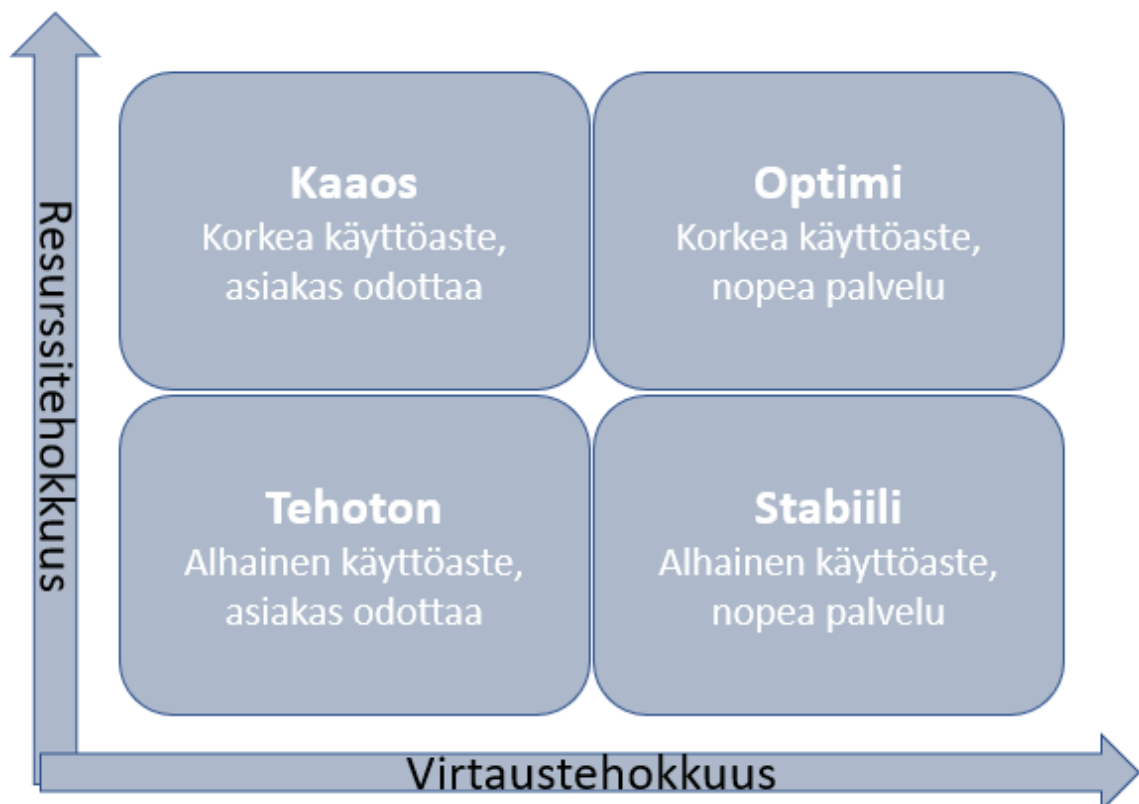 Resurssitehokkuus
Kaaos
Korkea käyttöaste,
asiakas odottaa
Optimi
Korkea käyttöaste,
nopea palvelu
Tehoton
Alhainen käyttöaste,
asiakas odottaa
Stabiili
Alhainen käyttöaste,
nopea palvelu
Virtaustehokkuus